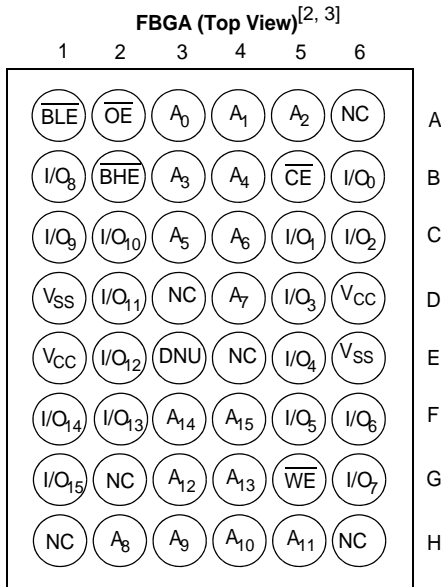 FBGA (Top View)[2, 3]
1 2 3 4 5 6
BLE OE A0 A1 A2 NC A
I/O8 BHE A3 A4 CE I/O0 B
I/O9 I/O10 A5 A6 I/O1 I/O2 C
VSS I/O11 NC A7 I/O3 VCC D
VCC I/O12 DNU NC I/O4 VSS E
I/O14 I/O13 A14 A15 I/O5 I/O6 F
I/O15 NC A12 A13 WE I/O7 G
NC A8 A9 A10 A11 NC H